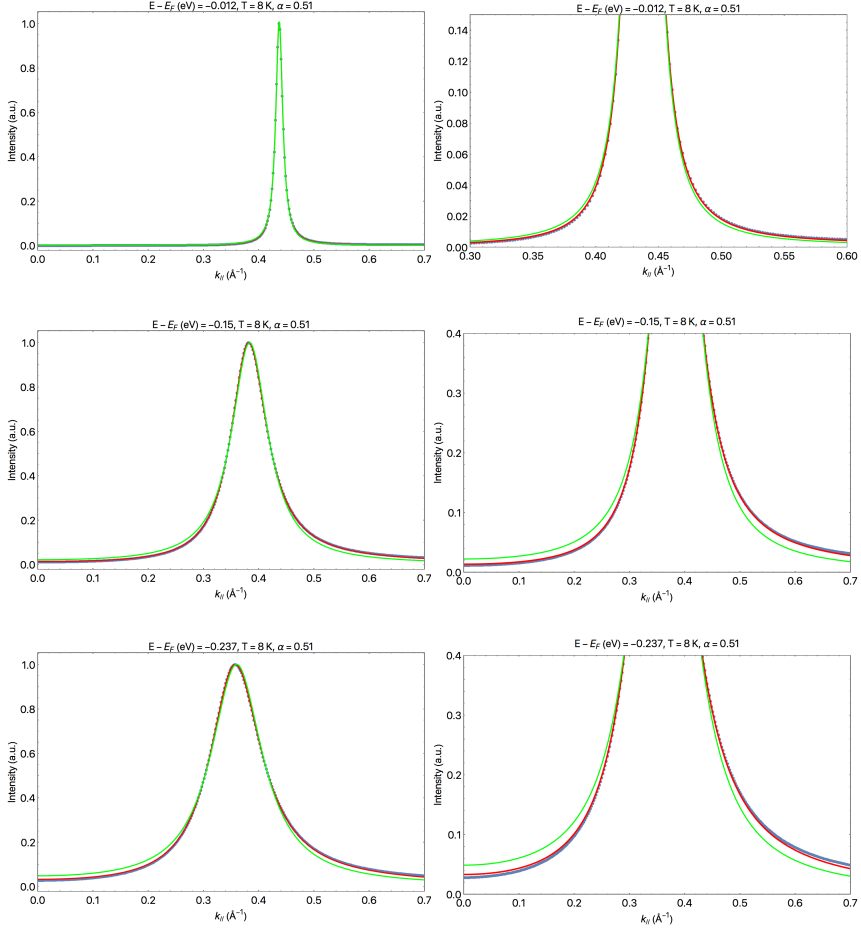 E − E_F (eV) = −0.012, T = 8 K, α = 0.51
Intensity (a.u.)
1.0
0.8
0.6
0.4
0.2
0.0
0.0 0.1 0.2 0.3 0.4 0.5 0.6 0.7
k_// (Å⁻¹)
E − E_F (eV) = −0.012, T = 8 K, α = 0.51
Intensity (a.u.)
0.14
0.12
0.10
0.08
0.06
0.04
0.02
0.00
0.30 0.40 0.45 0.50 0.55 0.60
k_// (Å⁻¹)
E − E_F (eV) = −0.15, T = 8 K, α = 0.51
Intensity (a.u.)
1.0
0.8
0.6
0.4
0.2
0.0
0.0 0.1 0.2 0.3 0.4 0.5 0.6 0.7
k_// (Å⁻¹)
E − E_F (eV) = −0.15, T = 8 K, α = 0.51
Intensity (a.u.)
0.4
0.3
0.2
0.1
0.0
0.0 0.1 0.2 0.3 0.4 0.5 0.6 0.7
k_// (Å⁻¹)
E − E_F (eV) = −0.237, T = 8 K, α = 0.51
Intensity (a.u.)
1.0
0.8
0.6
0.4
0.2
0.0
0.0 0.1 0.2 0.3 0.4 0.5 0.6 0.7
k_// (Å⁻¹)
E − E_F (eV) = −0.237, T = 8 K, α = 0.51
Intensity (a.u.)
0.4
0.3
0.2
0.1
0.0
0.0 0.1 0.2 0.3 0.4 0.5 0.6 0.7
k_// (Å⁻¹)